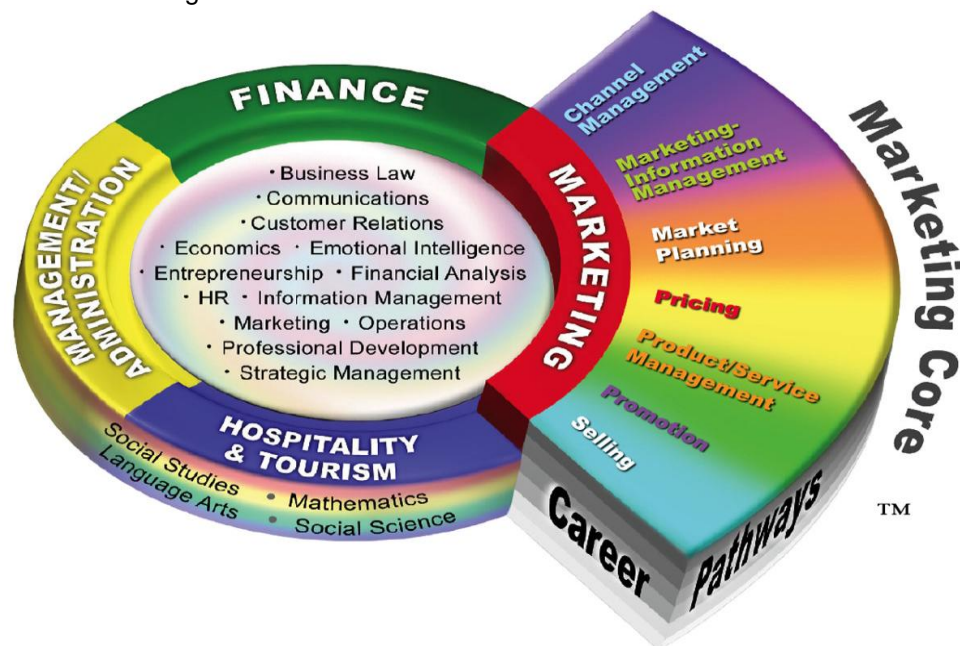 FINANCE
MANAGEMENT/
ADMINISTRATION
MARKETING
HOSPITALITY
& TOURISM
· Business Law
· Communications
· Customer Relations
· Economics · Emotional Intelligence
· Entrepreneurship · Financial Analysis
· HR · Information Management
· Marketing · Operations
· Professional Development
· Strategic Management
Social Studies • Mathematics
Language Arts • Social Science
Channel
Management
Marketing-
Information
Management
Market
Planning
Pricing
Product/Service
Management
Promotion
Selling
Career Pathways
Marketing Core
TM